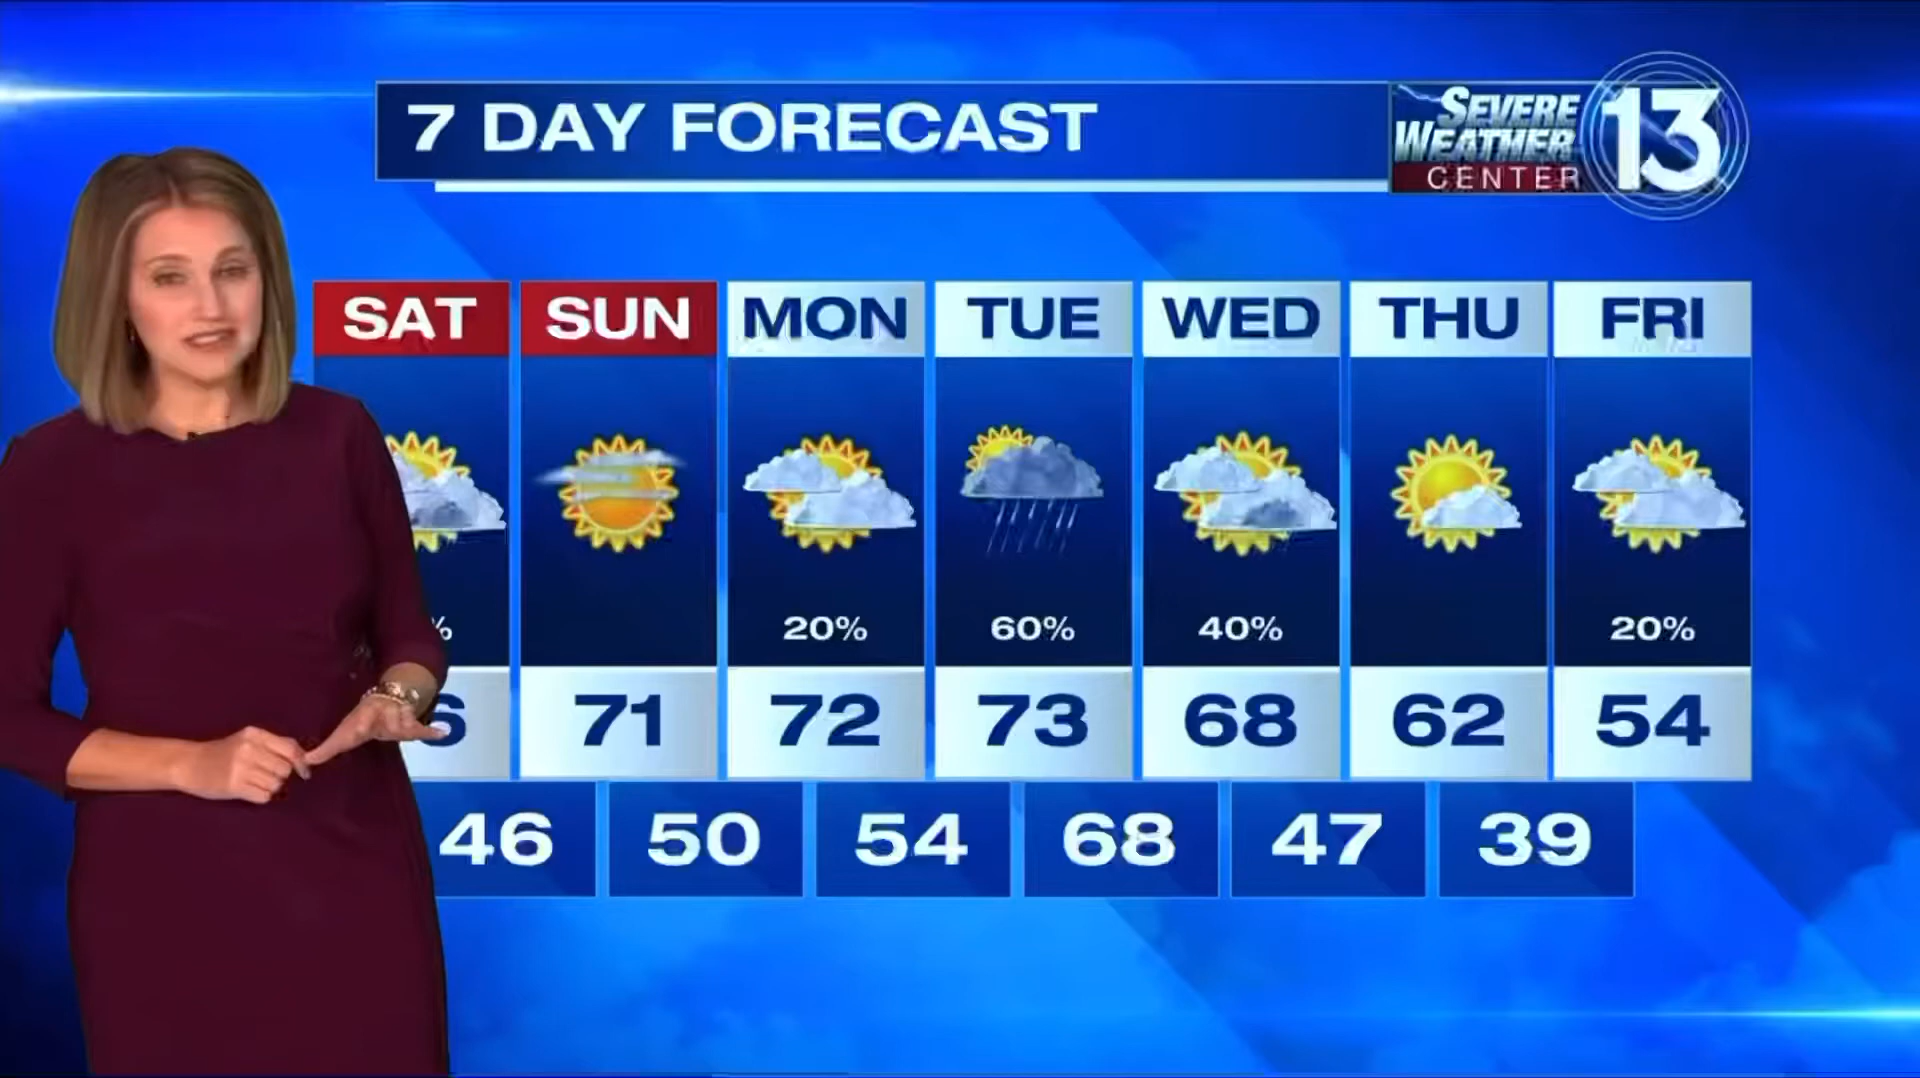 7 DAY FORECAST
SEVERE
WEATHER
CENTER
13
SAT SUN MON TUE WED THU FRI
% 20% 60% 40% 20%
6 71 72 73 68 62 54
46 50 54 68 47 39